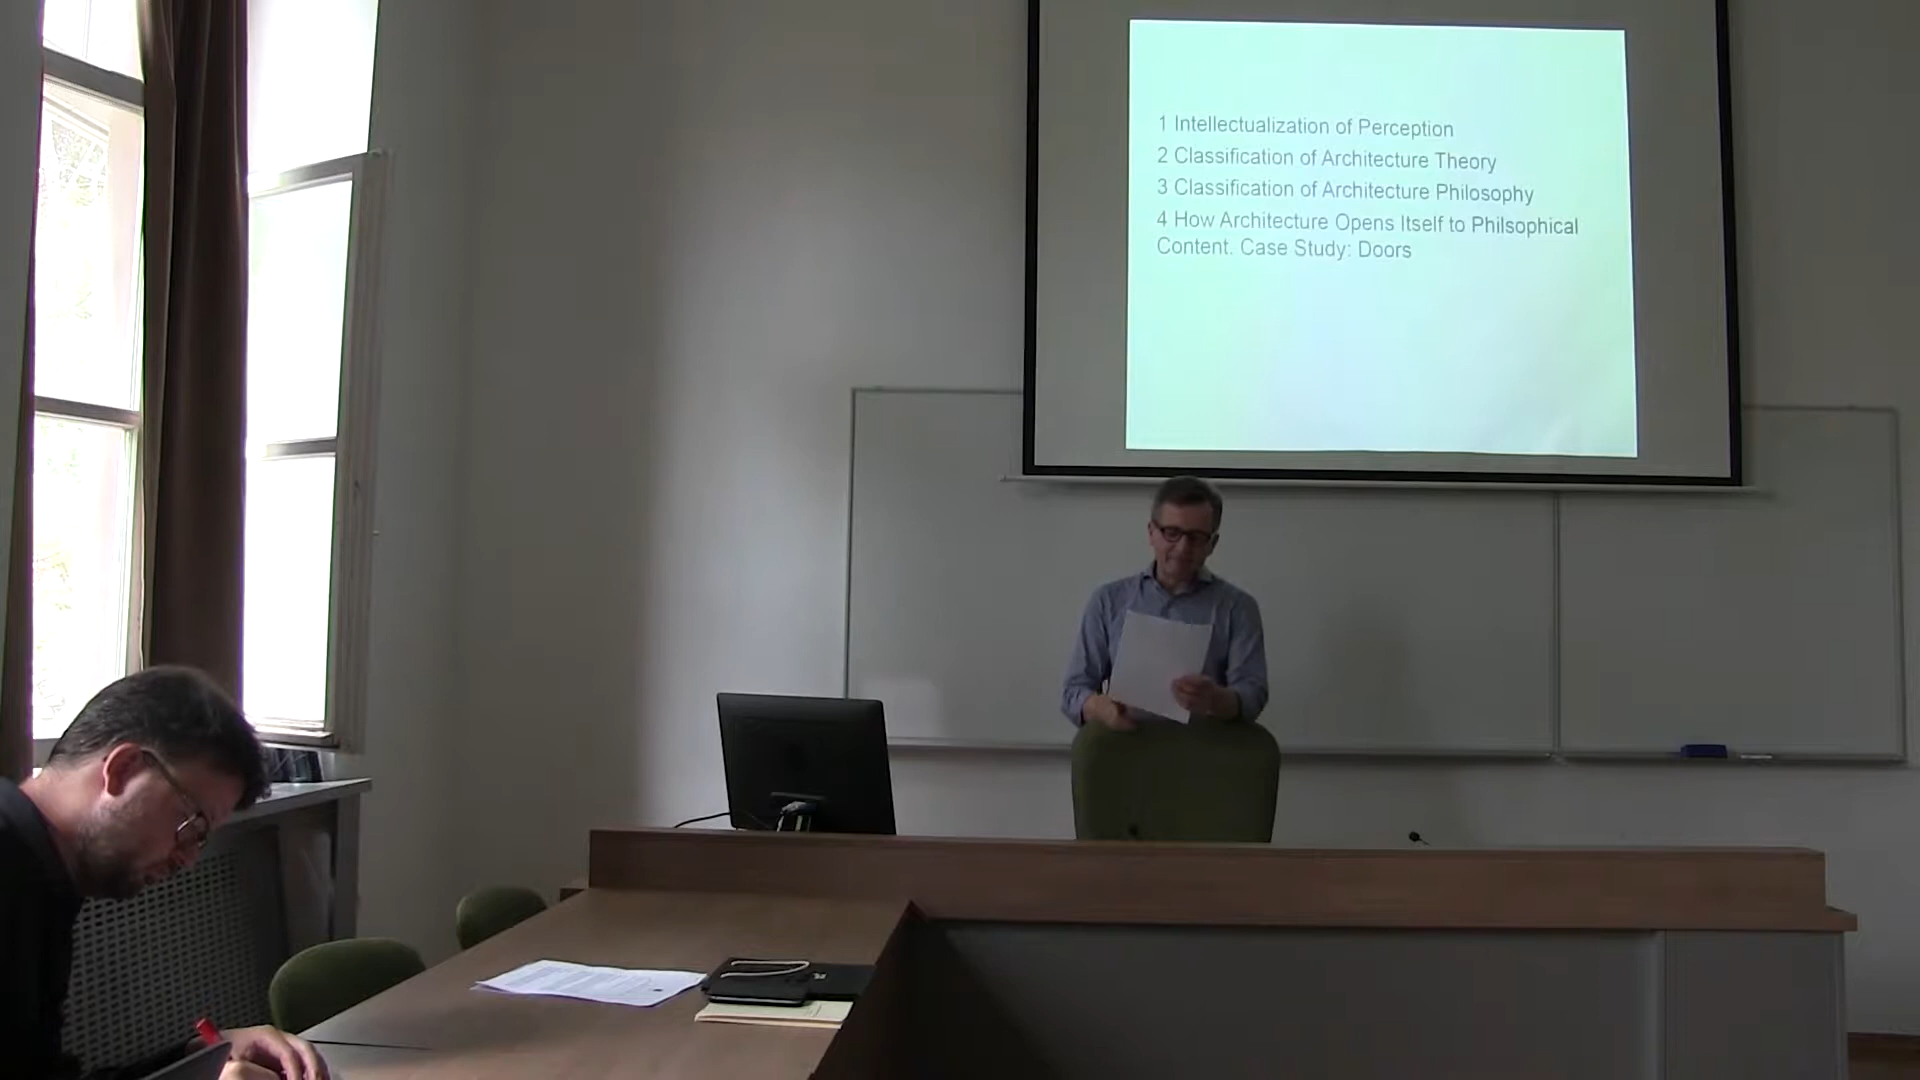 1 Intellectualization of Perception
2 Classification of Architecture Theory
3 Classification of Architecture Philosophy
4 How Architecture Opens Itself to Philsophical
Content. Case Study: Doors